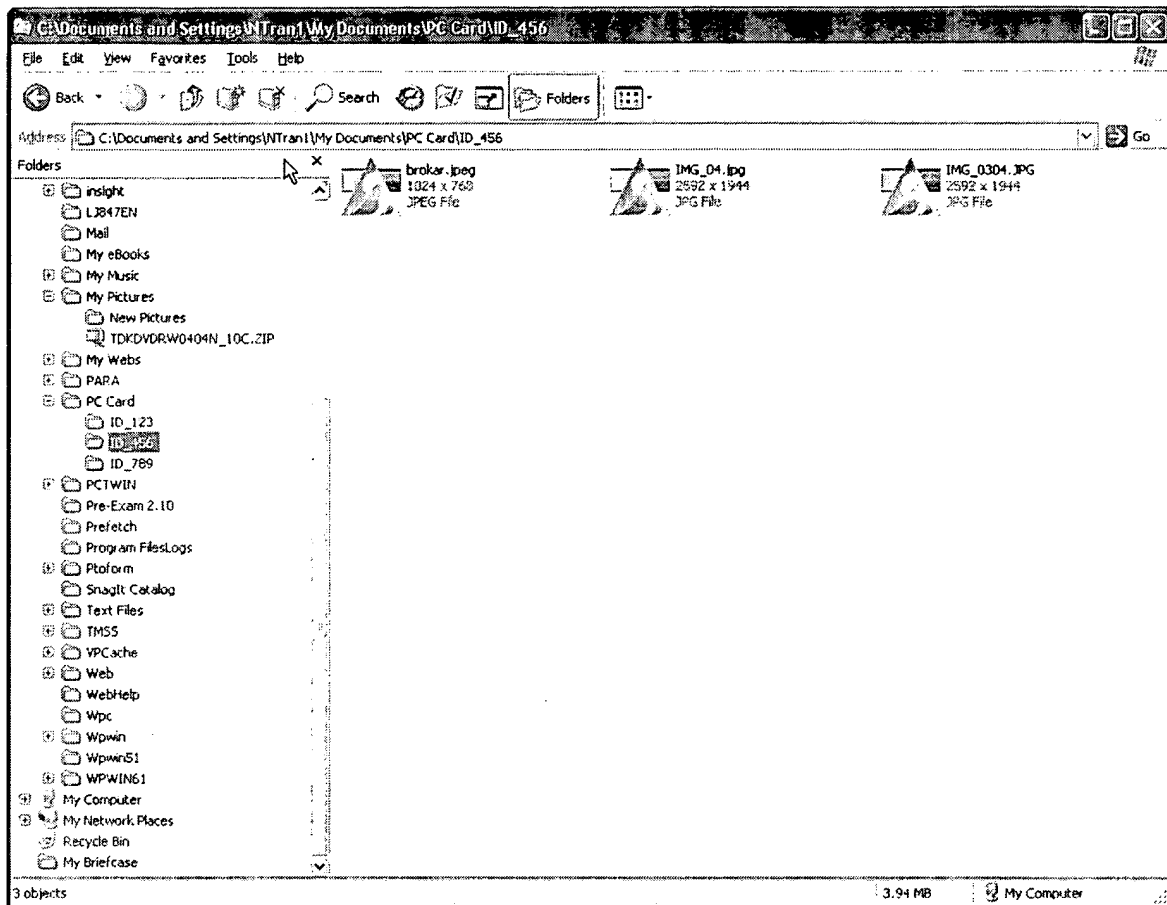 C:\Documents and Settings\NTran1\My Documents\PC Card\ID_456
File Edit View Favorites Tools Help
Back Search Folders
Address C:\Documents and Settings\NTran1\My Documents\PC Card\ID_456 Go
Folders x
insight
LJ847EN
Mail
My eBooks
My Music
My Pictures
New Pictures
TDKDVDRW0404N_10C.ZIP
My Webs
PARA
PC Card
ID_123
ID_456
ID_789
PCTWIN
Pre-Exam 2.10
Prefetch
Program FilesLogs
Ptoform
SnagIt Catalog
Text Files
TMSS
VPCache
Web
WebHelp
Wpc
Wpwin
Wpwin51
WPWIN61
My Computer
My Network Places
Recycle Bin
My Briefcase
brokar.jpeg
1024 x 768
JPEG File
IMG_04.jpg
2592 x 1944
JPG File
IMG_0304.JPG
2592 x 1944
JPG File
3 objects 3.94 MB My Computer